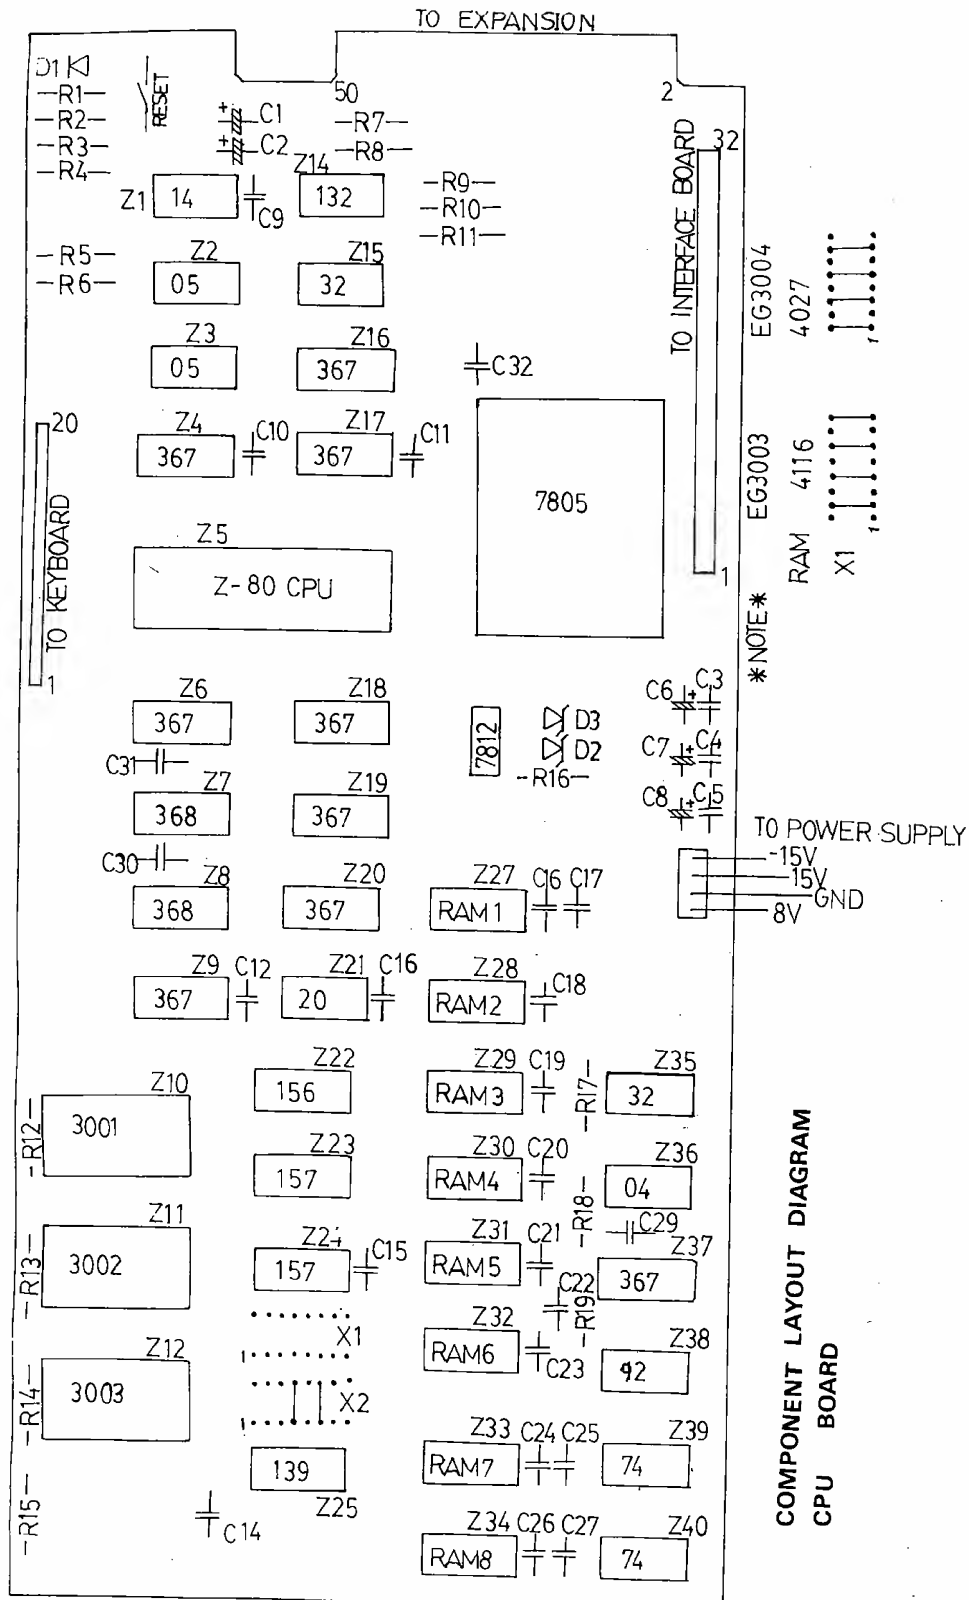 TO EXPANSION
D1
RESET
-R1-
-R2-
-R3-
-R4-
+ C1
+ C2
50
2
-R7-
-R8-
32
TO INTERFACE BOARD
Z1
14
C9
Z14
132
-R9-
-R10-
-R11-
-R5-
-R6-
Z2
05
Z15
32
Z3
05
Z16
367
C32
20
TO KEYBOARD
1
Z4
367
C10
Z17
367
C11
7805
Z5
Z-80 CPU
1
EG3004
4027
1
EG3003
RAM 4116
X1
1
*NOTE*
Z6
367
Z18
367
7812
D3
D2
-R16-
C6 + C3
C7 + C4
C8 + C5
C31
Z7
368
Z19
367
C30
TO POWER SUPPLY
-15V
15V
GND
8V
Z8
368
Z20
367
Z27
RAM1
C16 C17
Z9
367
C12
Z21
20
C16
Z28
RAM2
C18
-R12-
Z10
3001
Z22
156
Z29
RAM3
C19
-R17-
Z35
32
Z23
157
Z30
RAM4
C20
-R18-
Z36
04
C29
-R13-
Z11
3002
Z24
157
C15
Z31
RAM5
C21
C22
-R19-
Z37
367
X1
1
Z32
RAM6
C23
Z38
92
-R14-
Z12
3003
X2
1
Z33
RAM7
C24 C25
Z39
74
139
Z25
-R15-
C14
Z34
RAM8
C26 C27
Z40
74
COMPONENT LAYOUT DIAGRAM
CPU BOARD